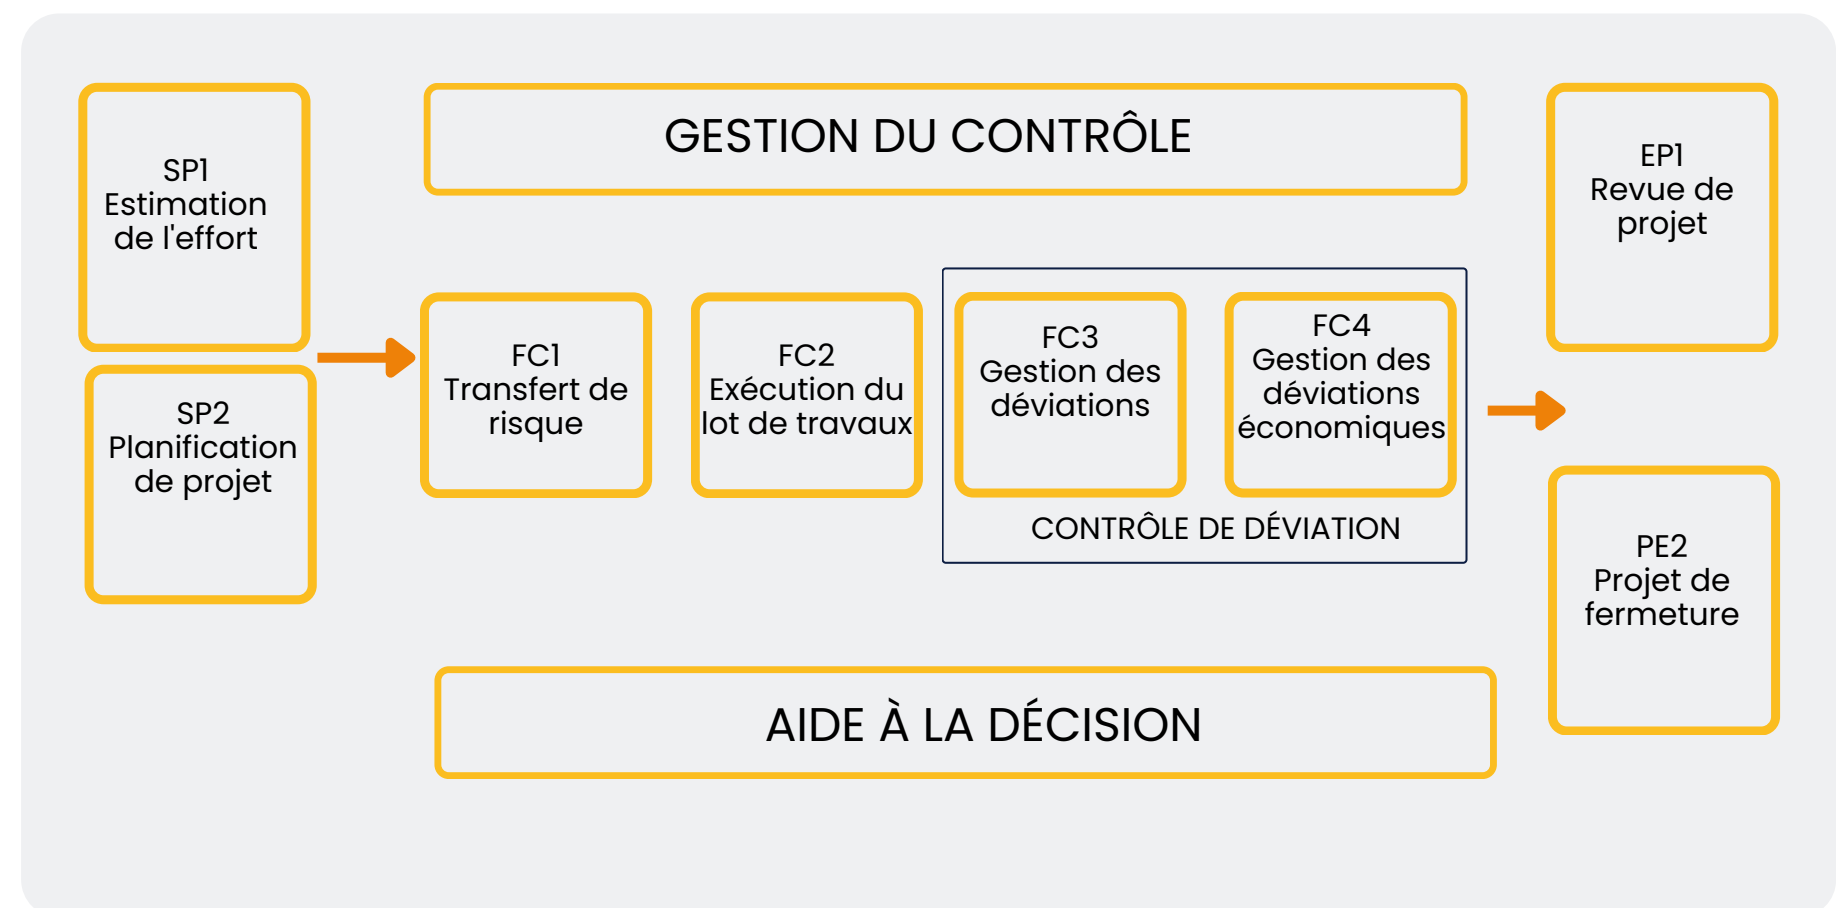 SP1
Estimation
de l'effort
SP2
Planification
de projet
GESTION DU CONTRÔLE
FC1
Transfert de
risque
FC2
Exécution du
lot de travaux
FC3
Gestion des
déviations
FC4
Gestion des
déviations
économiques
CONTRÔLE DE DÉVIATION
AIDE À LA DÉCISION
EP1
Revue de
projet
PE2
Projet de
fermeture